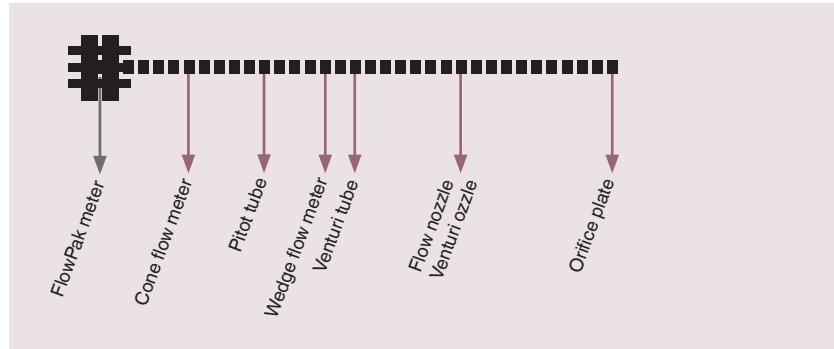 FlowPak meter
Cone flow meter
Pitot tube
Wedge flow meter
Venturi tube
Flow nozzle
Venturi ozzle
Orifice plate